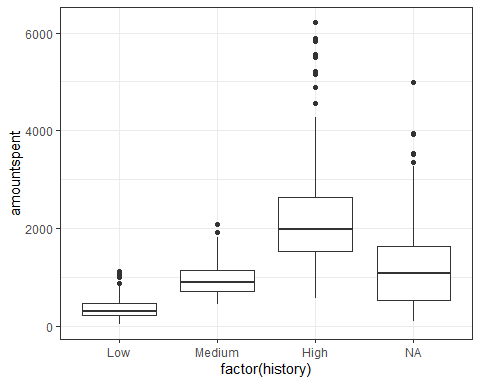 6000
4000
2000
0
amountspent
Low Medium High NA
factor(history)